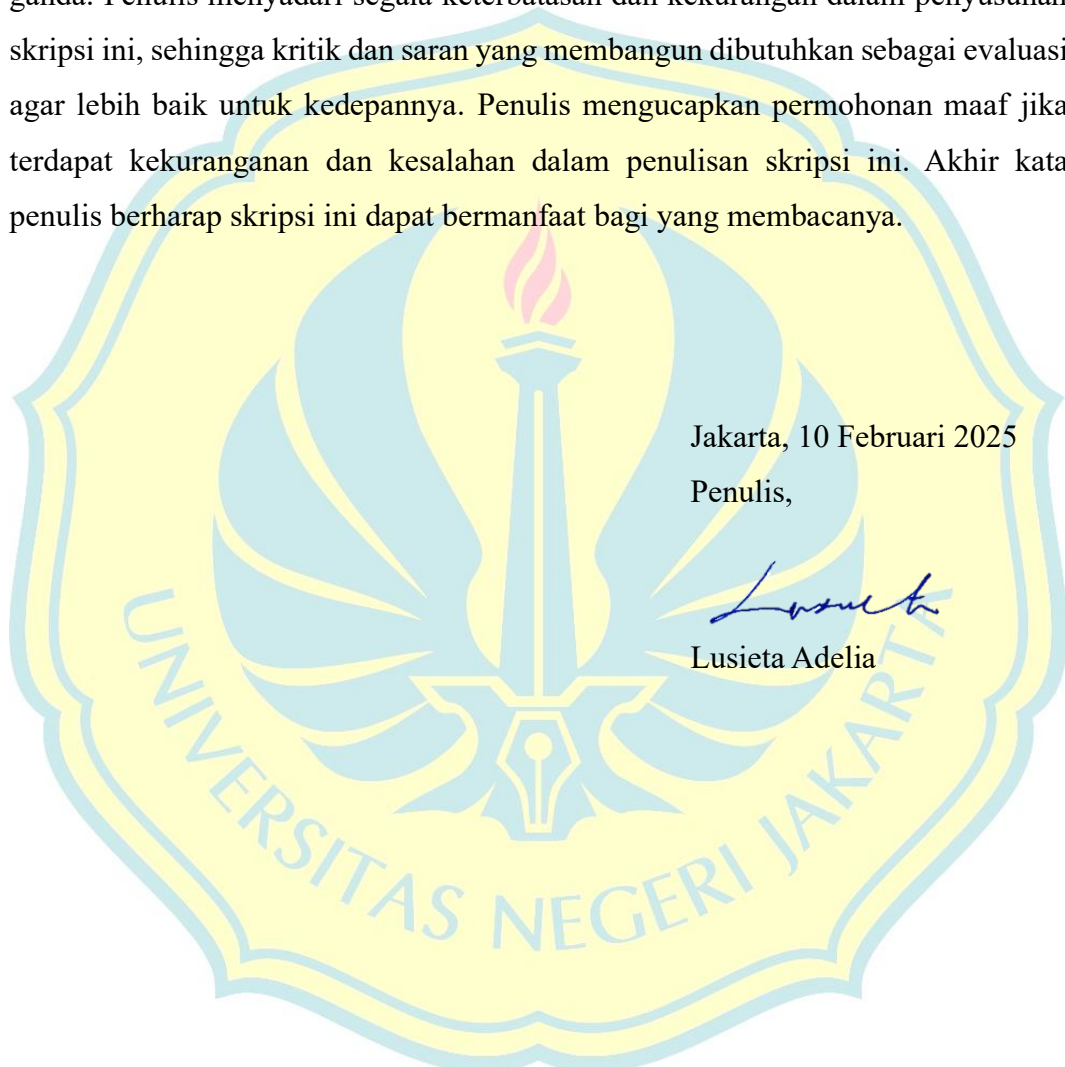 ganda. Penulis menyadari segala keterbatasan dan kekurangan dalam penyusunan
skripsi ini, sehingga kritik dan saran yang membangun dibutuhkan sebagai evaluasi
agar lebih baik untuk kedepannya. Penulis mengucapkan permohonan maaf jika
terdapat kekuranganan dan kesalahan dalam penulisan skripsi ini. Akhir kata
penulis berharap skripsi ini dapat bermanfaat bagi yang membacanya.
Jakarta, 10 Februari 2025
Penulis,
Lusieta Adelia
UNIVERSITAS NEGERI JAKARTA